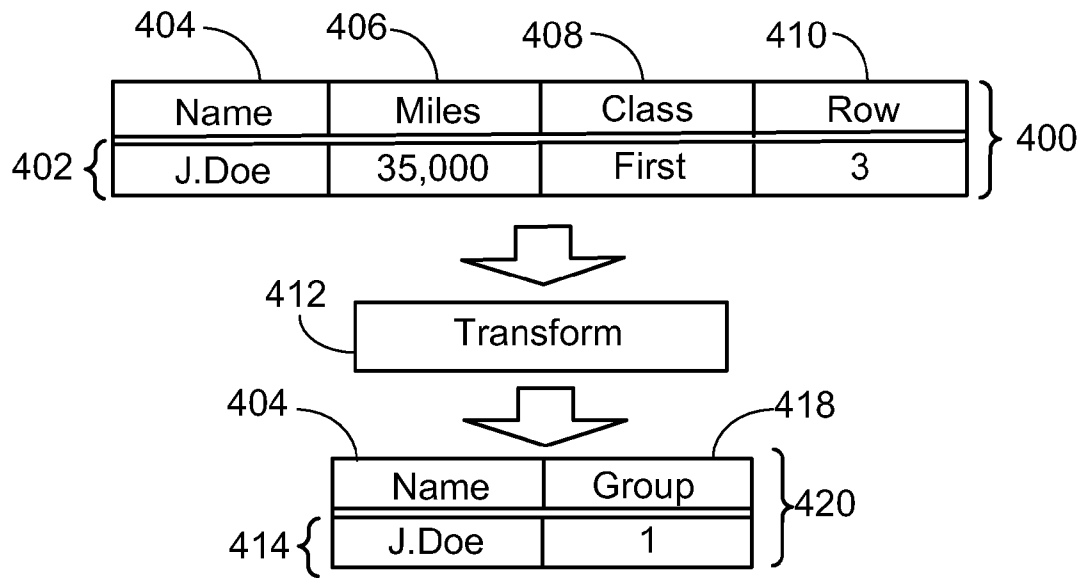 404 406 408 410
Name Miles Class Row
400
402 J.Doe 35,000 First 3
412
Transform
404 418
Name Group
420
414 J.Doe 1